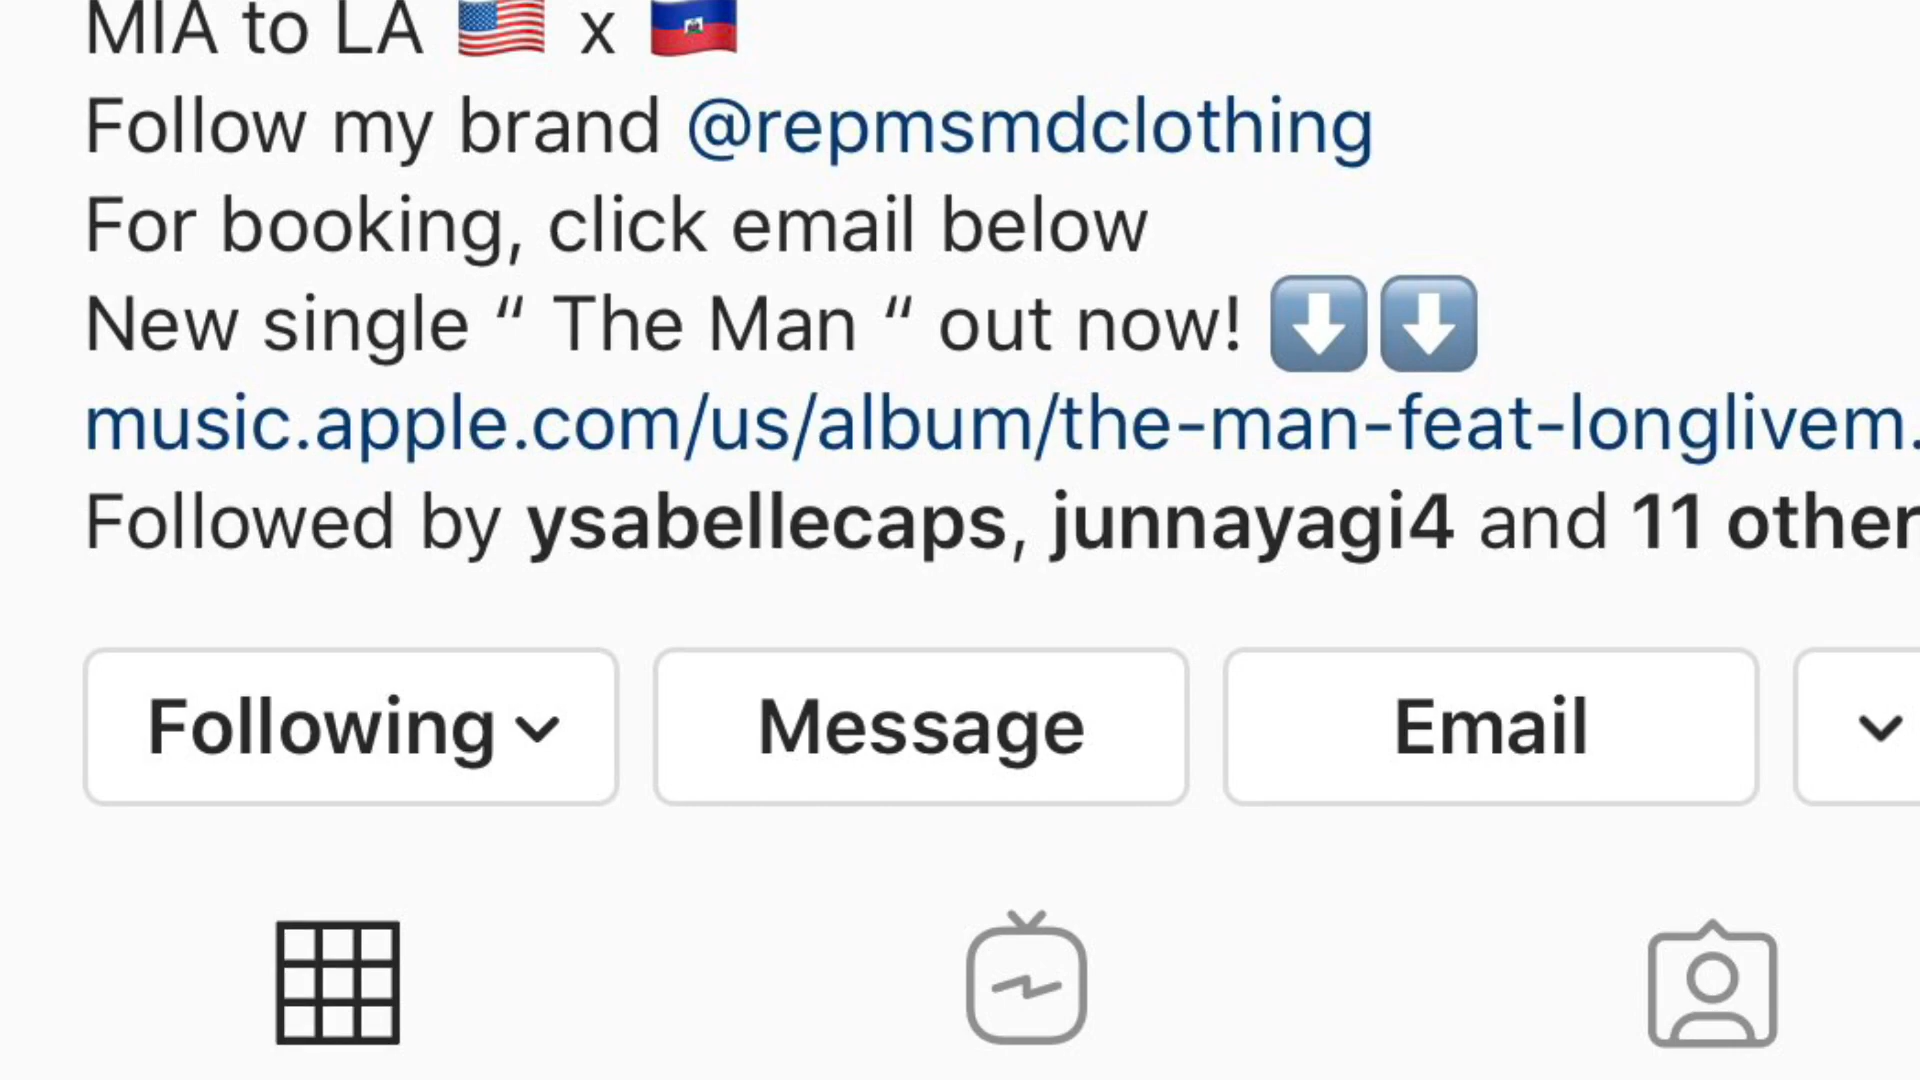 MIA to LA 🇺🇸 x 🇭🇹
Follow my brand @repmsmdclothing
For booking, click email below
New single “ The Man “ out now! ⬇️⬇️
music.apple.com/us/album/the-man-feat-longlivem.
Followed by ysabellecaps, junnayagi4 and 11 other
Following
Message
Email